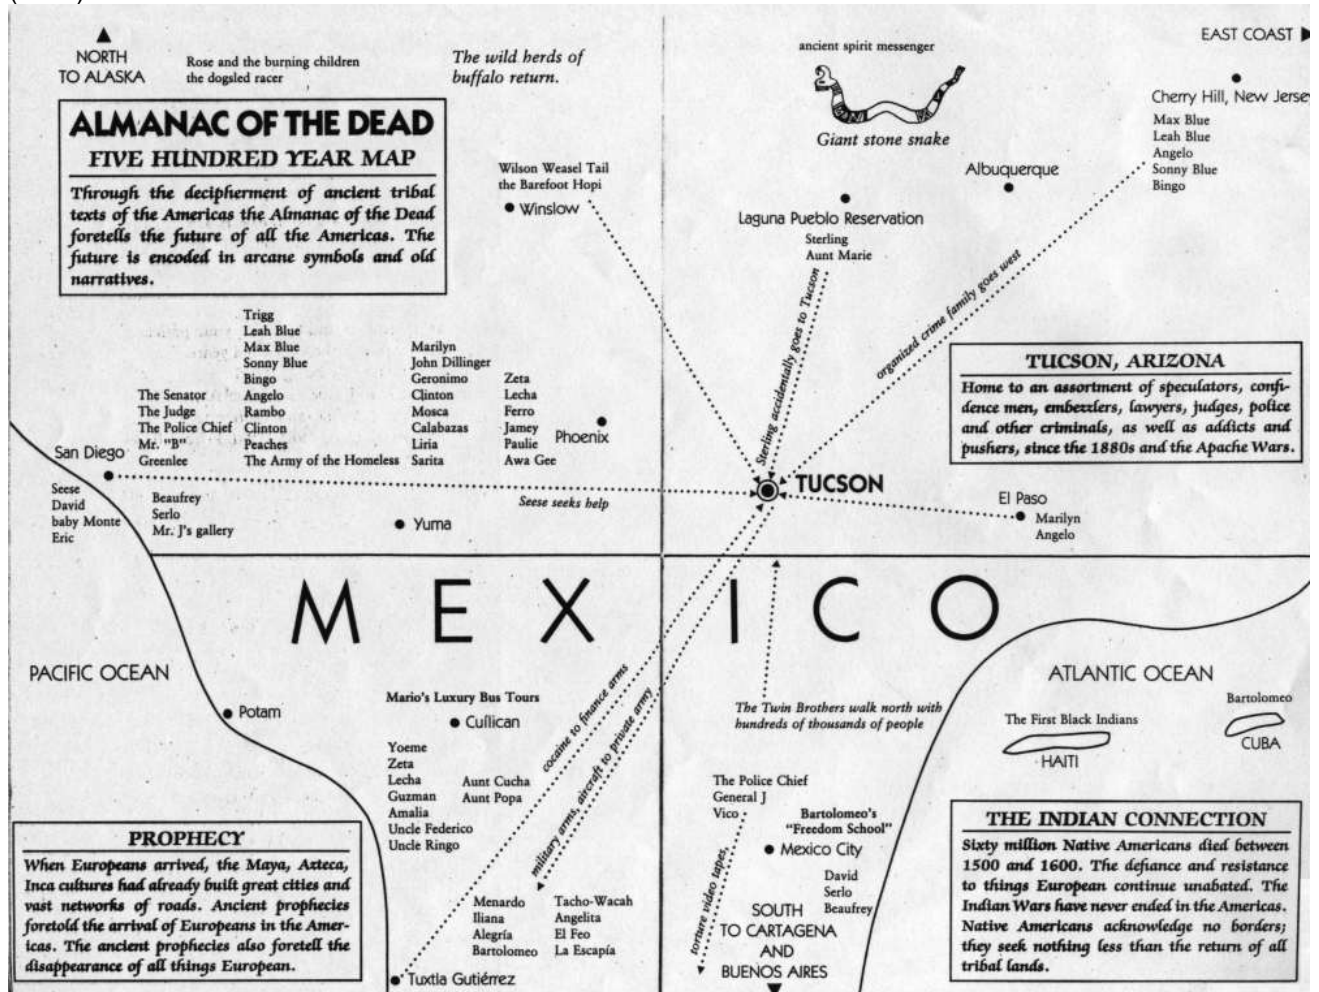 NORTH
TO ALASKA
Rose and the burning children
the dogsled racer
The wild herds of
buffalo return.
ancient spirit messenger
Giant stone snake
EAST COAST
Cherry Hill, New Jersey
Max Blue
Leah Blue
Angelo
Sonny Blue
Bingo
ALMANAC OF THE DEAD
FIVE HUNDRED YEAR MAP
Through the decipherment of ancient tribal
texts of the Americas the Almanac of the Dead
foretells the future of all the Americas. The
future is encoded in arcane symbols and old
narratives.
Wilson Weasel Tail
the Barefoot Hopi
Winslow
Albuquerque
Laguna Pueblo Reservation
Sterling
Aunt Marie
Sterling accidentally goes to Tucson
organized crime family goes west
TUCSON, ARIZONA
Home to an assortment of speculators, confi-
dence men, embezzlers, lawyers, judges, police
and other criminals, as well as addicts and
pushers, since the 1880s and the Apache Wars.
The Senator
The Judge
The Police Chief
Mr. "B"
Greenlee
Trigg
Leah Blue
Max Blue
Sonny Blue
Bingo
Angelo
Rambo
Clinton
Peaches
The Army of the Homeless
Marilyn
John Dillinger
Geronimo
Clinton
Mosca
Calabazas
Liria
Sarita
Zeta
Lecha
Ferro
Jamey
Paulie
Awa Gee
Phoenix
San Diego
Seese
David
baby Monte
Eric
Beaufrey
Serlo
Mr. J's gallery
Yuma
Seese seeks help
TUCSON
El Paso
Marilyn
Angelo
MEXICO
PACIFIC OCEAN
Potam
Mario's Luxury Bus Tours
Culican
Yoeme
Zeta
Lecha
Guzman
Amalia
Uncle Federico
Uncle Ringo
Aunt Cucha
Aunt Popa
cocaine to finance arms
military arms, aircraft to private army
The Twin Brothers walk north with
hundreds of thousands of people
ATLANTIC OCEAN
The First Black Indians
HAITI
Bartolomeo
CUBA
The Police Chief
General J
Vico
Bartolomeo's
"Freedom School"
Mexico City
David
Serlo
Beaufrey
torture video tapes,
SOUTH
TO CARTAGENA
AND
BUENOS AIRES
Menardo
Iliana
Alegría
Bartolomeo
Tacho-Wacah
Angelita
El Feo
La Escapía
Tuxtla Gutiérrez
PROPHECY
When Europeans arrived, the Maya, Azteca,
Inca cultures had already built great cities and
vast networks of roads. Ancient prophecies
foretold the arrival of Europeans in the Amer-
icas. The ancient prophecies also foretell the
disappearance of all things European.
THE INDIAN CONNECTION
Sixty million Native Americans died between
1500 and 1600. The defiance and resistance
to things European continue unabated. The
Indian Wars have never ended in the Americas.
Native Americans acknowledge no borders;
they seek nothing less than the return of all
tribal lands.